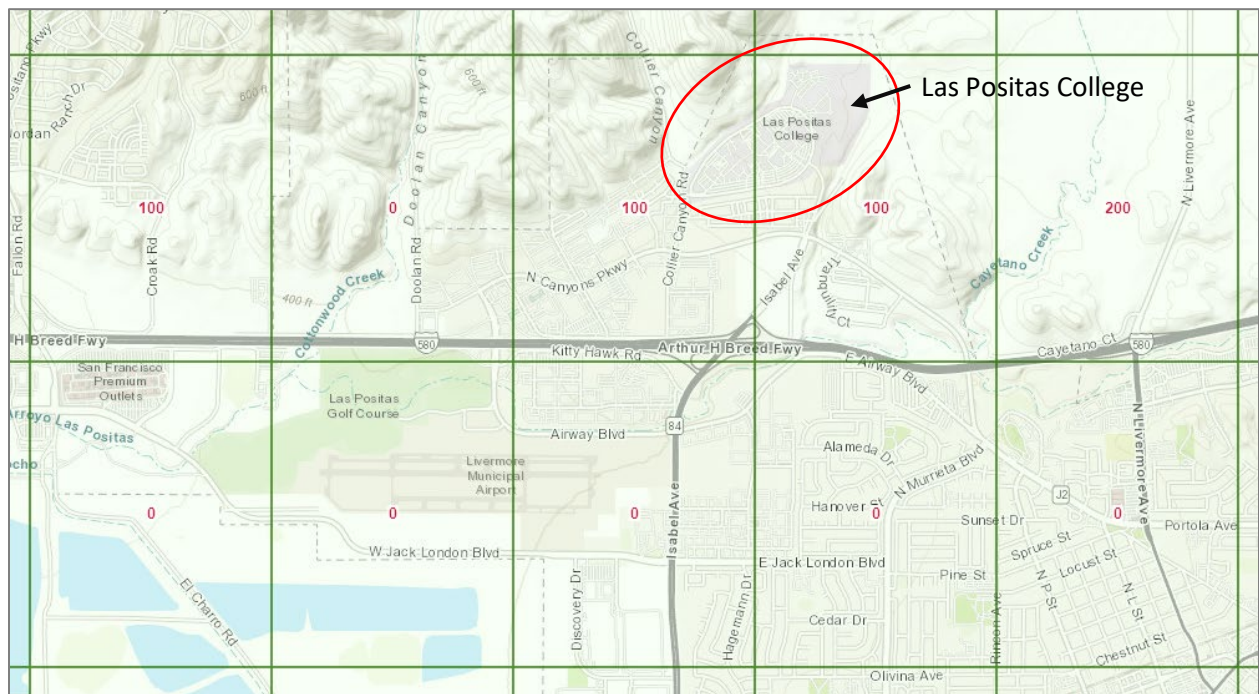 Las Positas College
Las Positas
College
Collier
Canyon
Doolan Canyon
600 ft
600 ft
Jordan Ranch Dr
N Livermore Ave
100
0
100
100
200
Fallon Rd
Croak Rd
Doolan Rd
Collier Canyon Rd
Cottonwood Creek
Cayetano Creek
N Canyons Pkwy
Isabel Ave
Tranquility Ct
400 ft
H Breed Fwy
580
Kitty Hawk Rd
Arthur H Breed Fwy
E Airway Blvd
Cayetano Ct
580
San Francisco
Premium
Outlets
Las Positas
Golf Course
Arroyo Las Positas
Airway Blvd
84
Alameda Dr
N Murrieta Blvd
N Livermore Ave
Livermore
Municipal
Airport
Isabel Ave
Hanover St
J2
0
0
0
0
0
Sunset Dr
Portola Ave
W Jack London Blvd
E Jack London Blvd
Spruce St
Locust St
Pine St
N P St
N L St
El Charro Rd
Discovery Dr
Hagemann Dr
Cedar Dr
Rincon Ave
Chestnut St
Olivina Ave